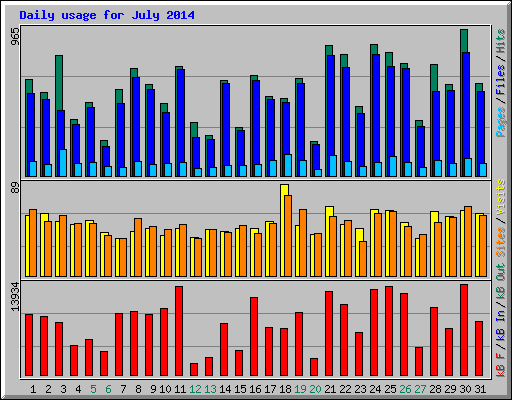 Daily usage for July 2014
965
Pages / Files / Hits
89
Sites / Visits
13934
kB F / kB In / kB Out
1 2 3 4 5 6 7 8 9 10 11 12 13 14 15 16 17 18 19 20 21 22 23 24 25 26 27 28 29 30 31